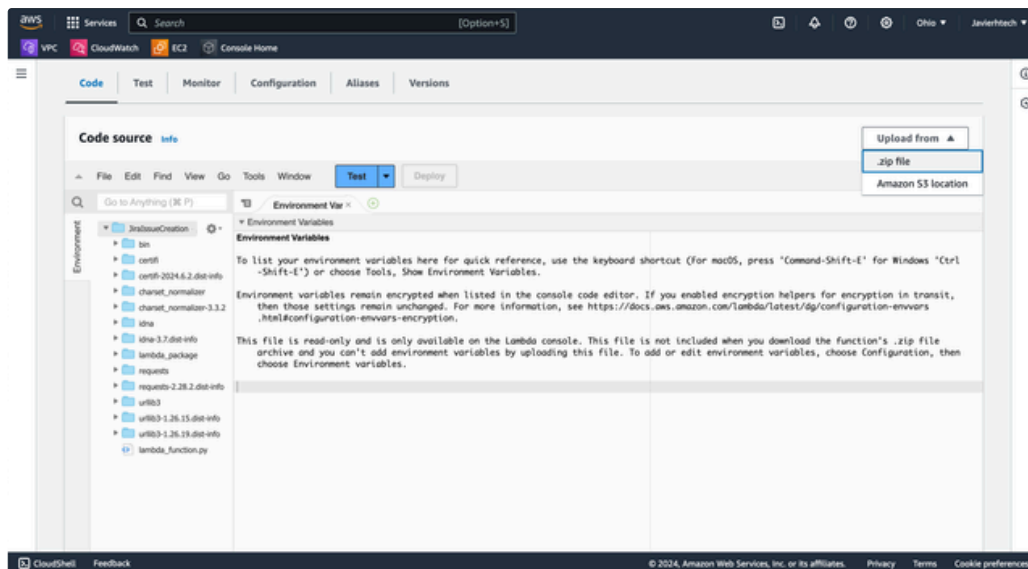 aws
Services
Search
[Option+S]
Ohio
Javierhtech
VPC
CloudWatch
EC2
Console Home
Code
Test
Monitor
Configuration
Aliases
Versions
Code source
Info
Upload from
.zip file
Amazon S3 location
File Edit Find View Go Tools Window
Test
Deploy
Go to Anything (⌘ P)
Environment Var
Environment
JiraIssueCreation
bin
certifi
certifi-2024.6.2.dist-info
charset_normalizer
charset_normalizer-3.3.2
idna
idna-3.7.dist-info
lambda_package
requests
requests-2.28.2.dist-info
urllib3
urllib3-1.26.15.dist-info
urllib3-1.26.19.dist-info
lambda_function.py
Environment Variables
Environment Variables
To list your environment variables here for quick reference, use the keyboard shortcut (For macOS, press 'Command-Shift-E' for Windows 'Ctrl
-Shift-E') or choose Tools, Show Environment Variables.
Environment variables remain encrypted when listed in the console code editor. If you enabled encryption helpers for encryption in transit,
then those settings remain unchanged. For more information, see https://docs.aws.amazon.com/lambda/latest/dg/configuration-envvars
.html#configuration-envvars-encryption.
This file is read-only and is only available on the Lambda console. This file is not included when you download the function's .zip file
archive and you can't add environment variables by uploading this file. To add or edit environment variables, choose Configuration, then
choose Environment variables.
CloudShell
Feedback
© 2024, Amazon Web Services, Inc. or its affiliates.
Privacy
Terms
Cookie preferences